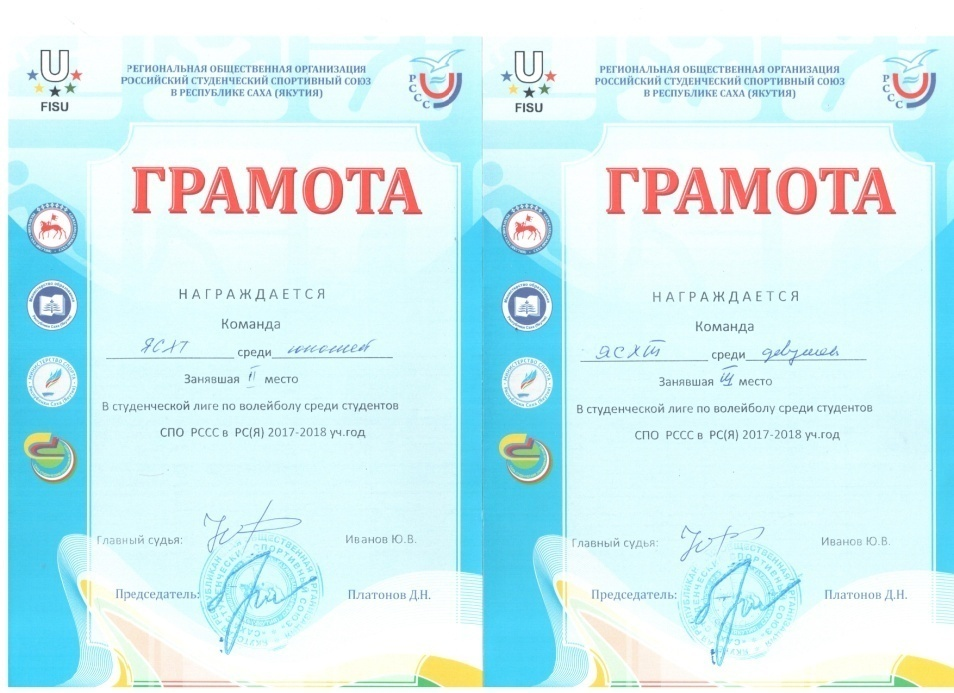 FISU
РЕГИОНАЛЬНАЯ ОБЩЕСТВЕННАЯ ОРГАНИЗАЦИЯ
РОССИЙСКИЙ СТУДЕНЧЕСКИЙ СПОРТИВНЫЙ СОЮЗ
В РЕСПУБЛИКЕ САХА (ЯКУТИЯ)
РССС
ГРАМОТА
НАГРАЖДАЕТСЯ
Команда
ЯСХТ среди юношей
Занявшая II место
В студенческой лиге по волейболу среди студентов
СПО РССС в РС(Я) 2017-2018 уч.год
Главный судья: Иванов Ю.В.
Председатель: Платонов Д.Н.
FISU
РЕГИОНАЛЬНАЯ ОБЩЕСТВЕННАЯ ОРГАНИЗАЦИЯ
РОССИЙСКИЙ СТУДЕНЧЕСКИЙ СПОРТИВНЫЙ СОЮЗ
В РЕСПУБЛИКЕ САХА (ЯКУТИЯ)
РССС
ГРАМОТА
НАГРАЖДАЕТСЯ
Команда
ЯСХТ среди девушек
Занявшая III место
В студенческой лиге по волейболу среди студентов
СПО РССС в РС(Я) 2017-2018 уч.год
Главный судья: Иванов Ю.В.
Председатель: Платонов Д.Н.